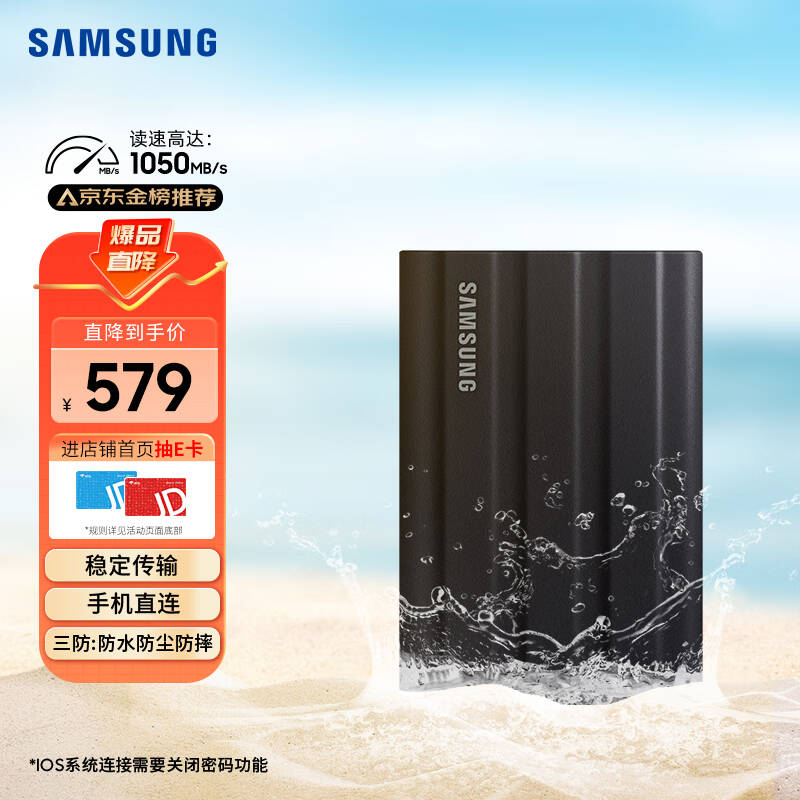 SAMSUNG
读速高达:
1050MB/s
MB/s
京东金榜推荐
爆品
直降
直降到手价
¥579
进店铺首页抽E卡
JD
JD
*规则详见活动页面底部
稳定传输
手机直连
三防:防水防尘防摔
SAMSUNG
*IOS系统连接需要关闭密码功能